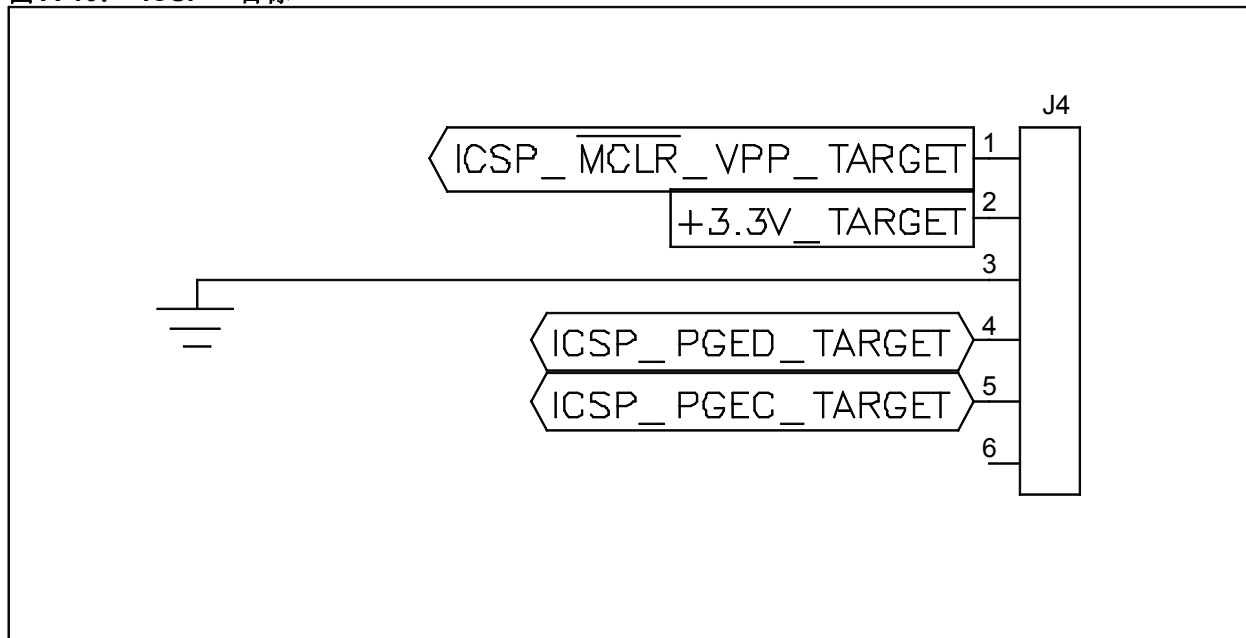 J4
ICSP_MCLR_VPP_TARGET 1
+3.3V_TARGET 2
3
ICSP_PGED_TARGET 4
ICSP_PGEC_TARGET 5
6